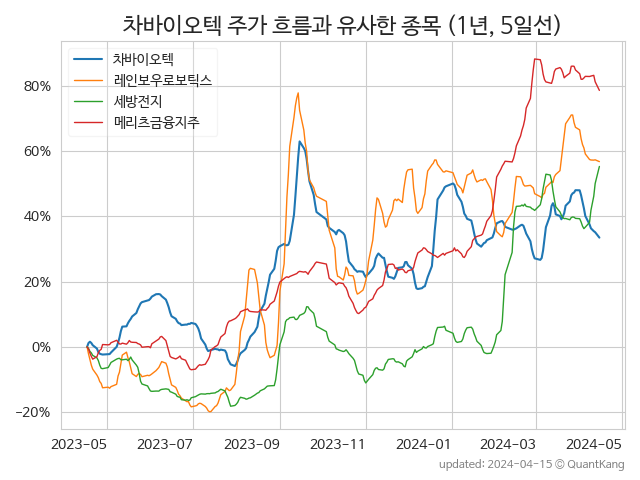 차바이오텍 주가 흐름과 유사한 종목 (1년, 5일선)
차바이오텍
레인보우로보틱스
세방전지
메리츠금융지주
80%
60%
40%
20%
0%
−20%
2023-05 2023-07 2023-09 2023-11 2024-01 2024-03 2024-05
updated: 2024-04-15 © QuantKang